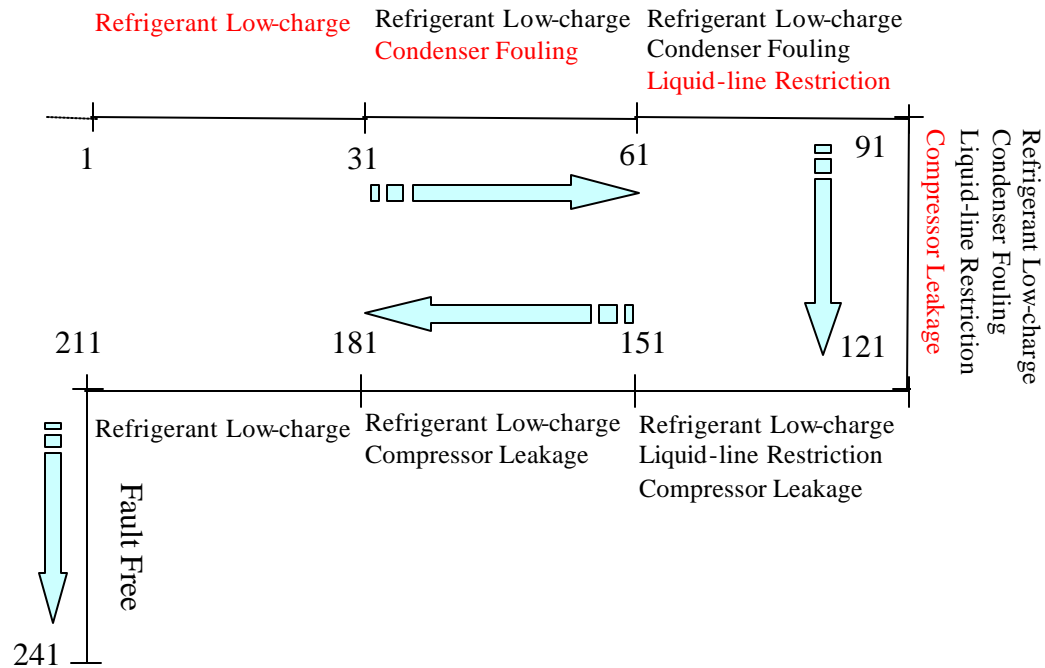 Refrigerant Low-charge
Refrigerant Low-charge
Condenser Fouling
Refrigerant Low-charge
Condenser Fouling
Liquid-line Restriction
1
31
61
91
Refrigerant Low-charge
Condenser Fouling
Liquid-line Restriction
Compressor Leakage
211
181
151
121
Refrigerant Low-charge
Refrigerant Low-charge
Compressor Leakage
Refrigerant Low-charge
Liquid-line Restriction
Compressor Leakage
Fault Free
241